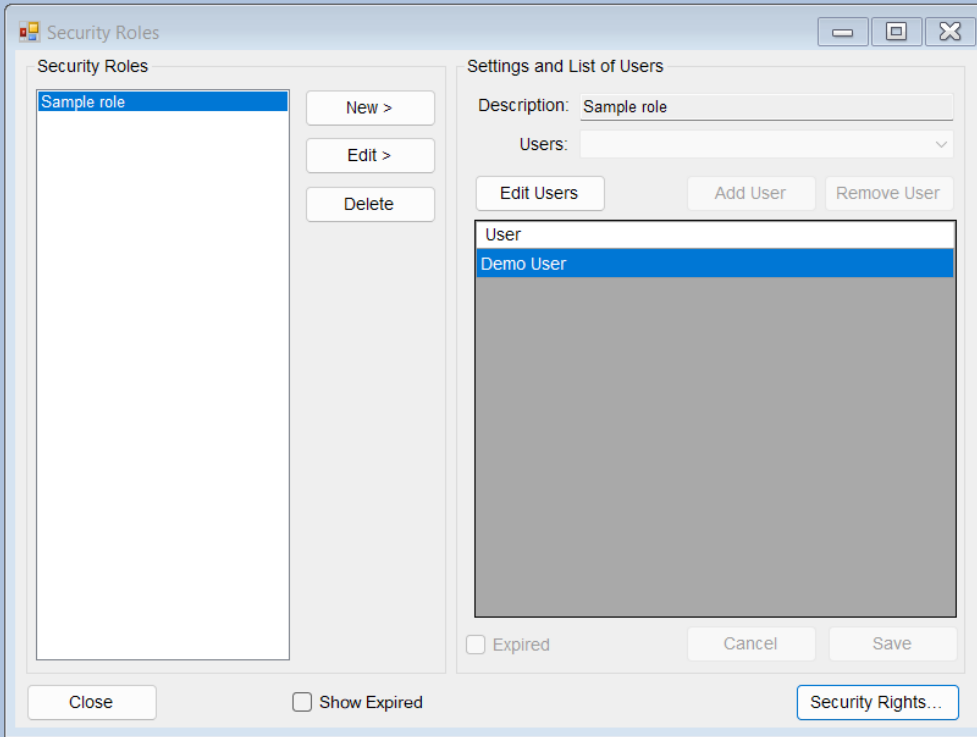 Security Roles
Security Roles
Sample role
New >
Edit >
Delete
Settings and List of Users
Description: Sample role
Users:
Edit Users Add User Remove User
User
Demo User
Expired Cancel Save
Close Show Expired Security Rights...